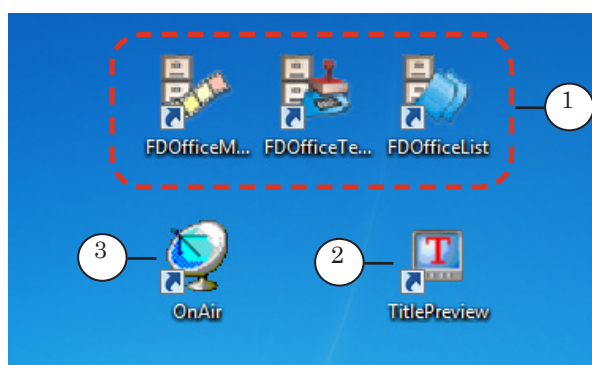 FDOfficeM... FDOfficeTe... FDOfficeList
1
3
2
T
OnAir TitlePreview